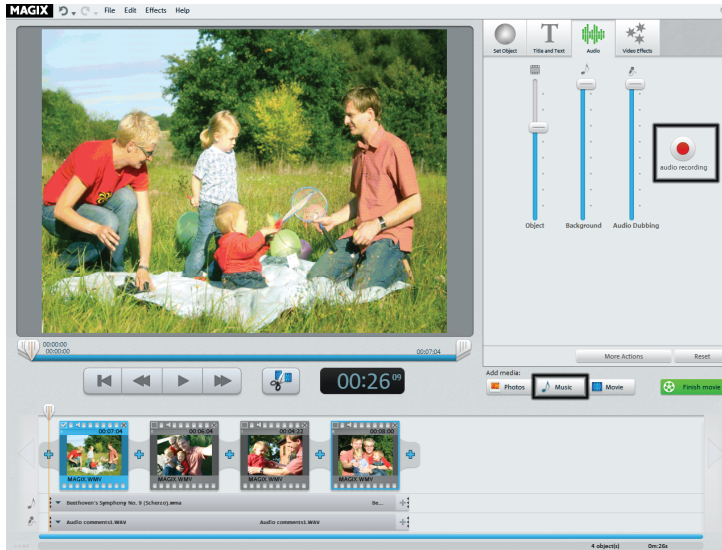 MAGIX File Edit Effects Help
Set Object Title and Text Audio Video Effects
audio recording
Object Background Audio Dubbing
00:00:00
00:00:00 00:07:04
More Actions Reset
00:26 09
Add media:
Photos Music Movie Finish movie
00:07:04 00:06:04 00:04:22 00:08:00
MAGIX.WMV MAGIX.WMV MAGIX.WMV MAGIX.WMV
Beethoven's Symphony No. 9 (Scherzo).wma Be...
Audio comments1.WAV Audio comments1.WAV
4 object(s) 0m:26s